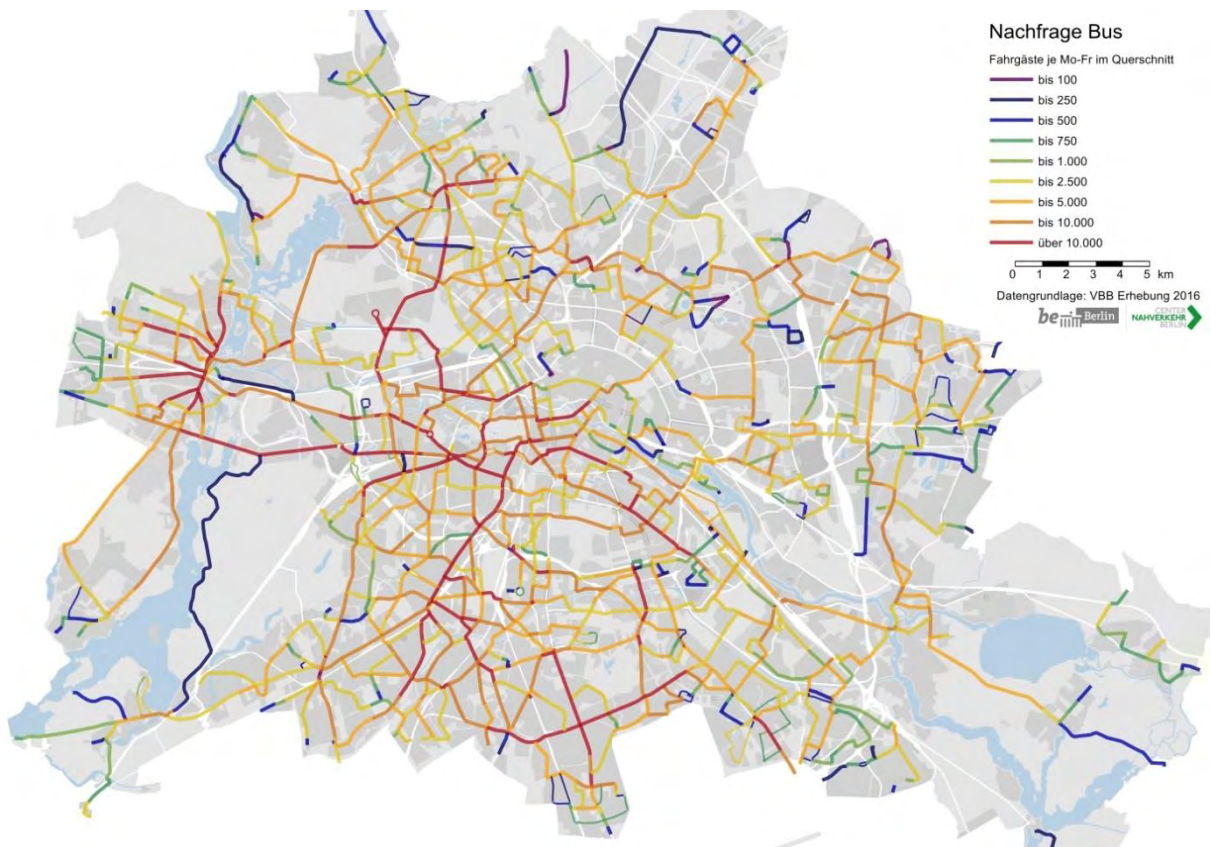 Nachfrage Bus
Fahrgäste je Mo-Fr im Querschnitt
bis 100
bis 250
bis 500
bis 750
bis 1.000
bis 2.500
bis 5.000
bis 10.000
über 10.000
0 1 2 3 4 5 km
Datengrundlage: VBB Erhebung 2016
be Berlin
CENTER
NAHVERKEHR
BERLIN